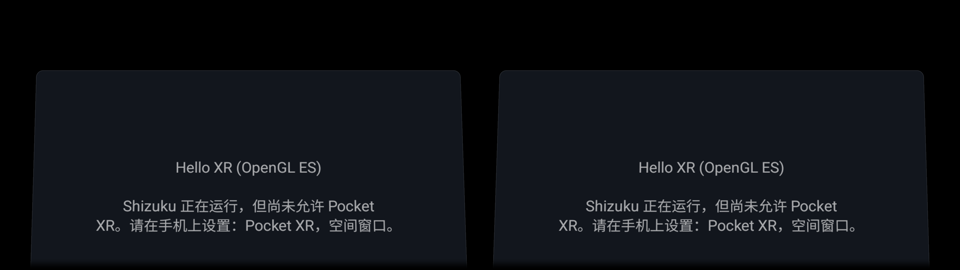 Hello XR (OpenGL ES)
Shizuku 正在运行，但尚未允许 Pocket
XR。请在手机上设置：Pocket XR，空间窗口。
Hello XR (OpenGL ES)
Shizuku 正在运行，但尚未允许 Pocket
XR。请在手机上设置：Pocket XR，空间窗口。